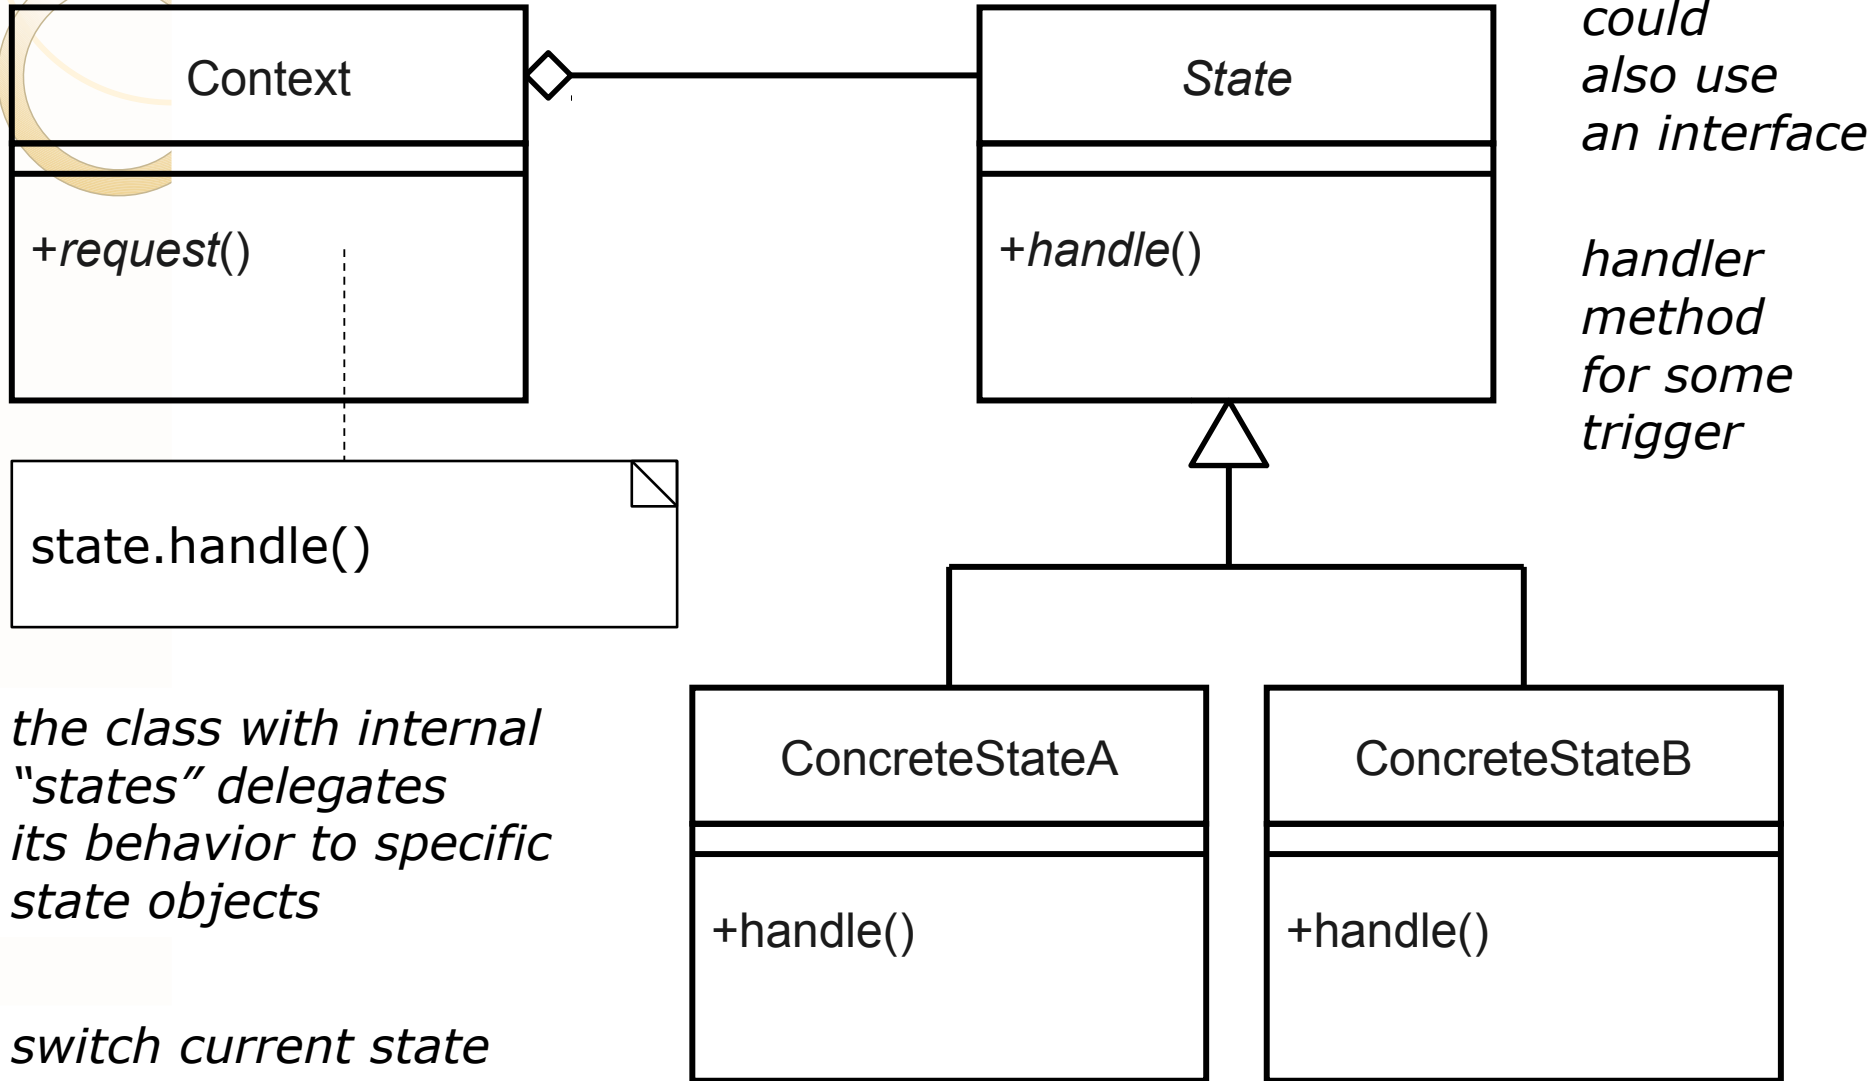 Context
+request()
state.handle()
the class with internal
“states” delegates
its behavior to specific
state objects
switch current state
State
+handle()
ConcreteStateA
+handle()
ConcreteStateB
+handle()
could
also use
an interface
handler
method
for some
trigger